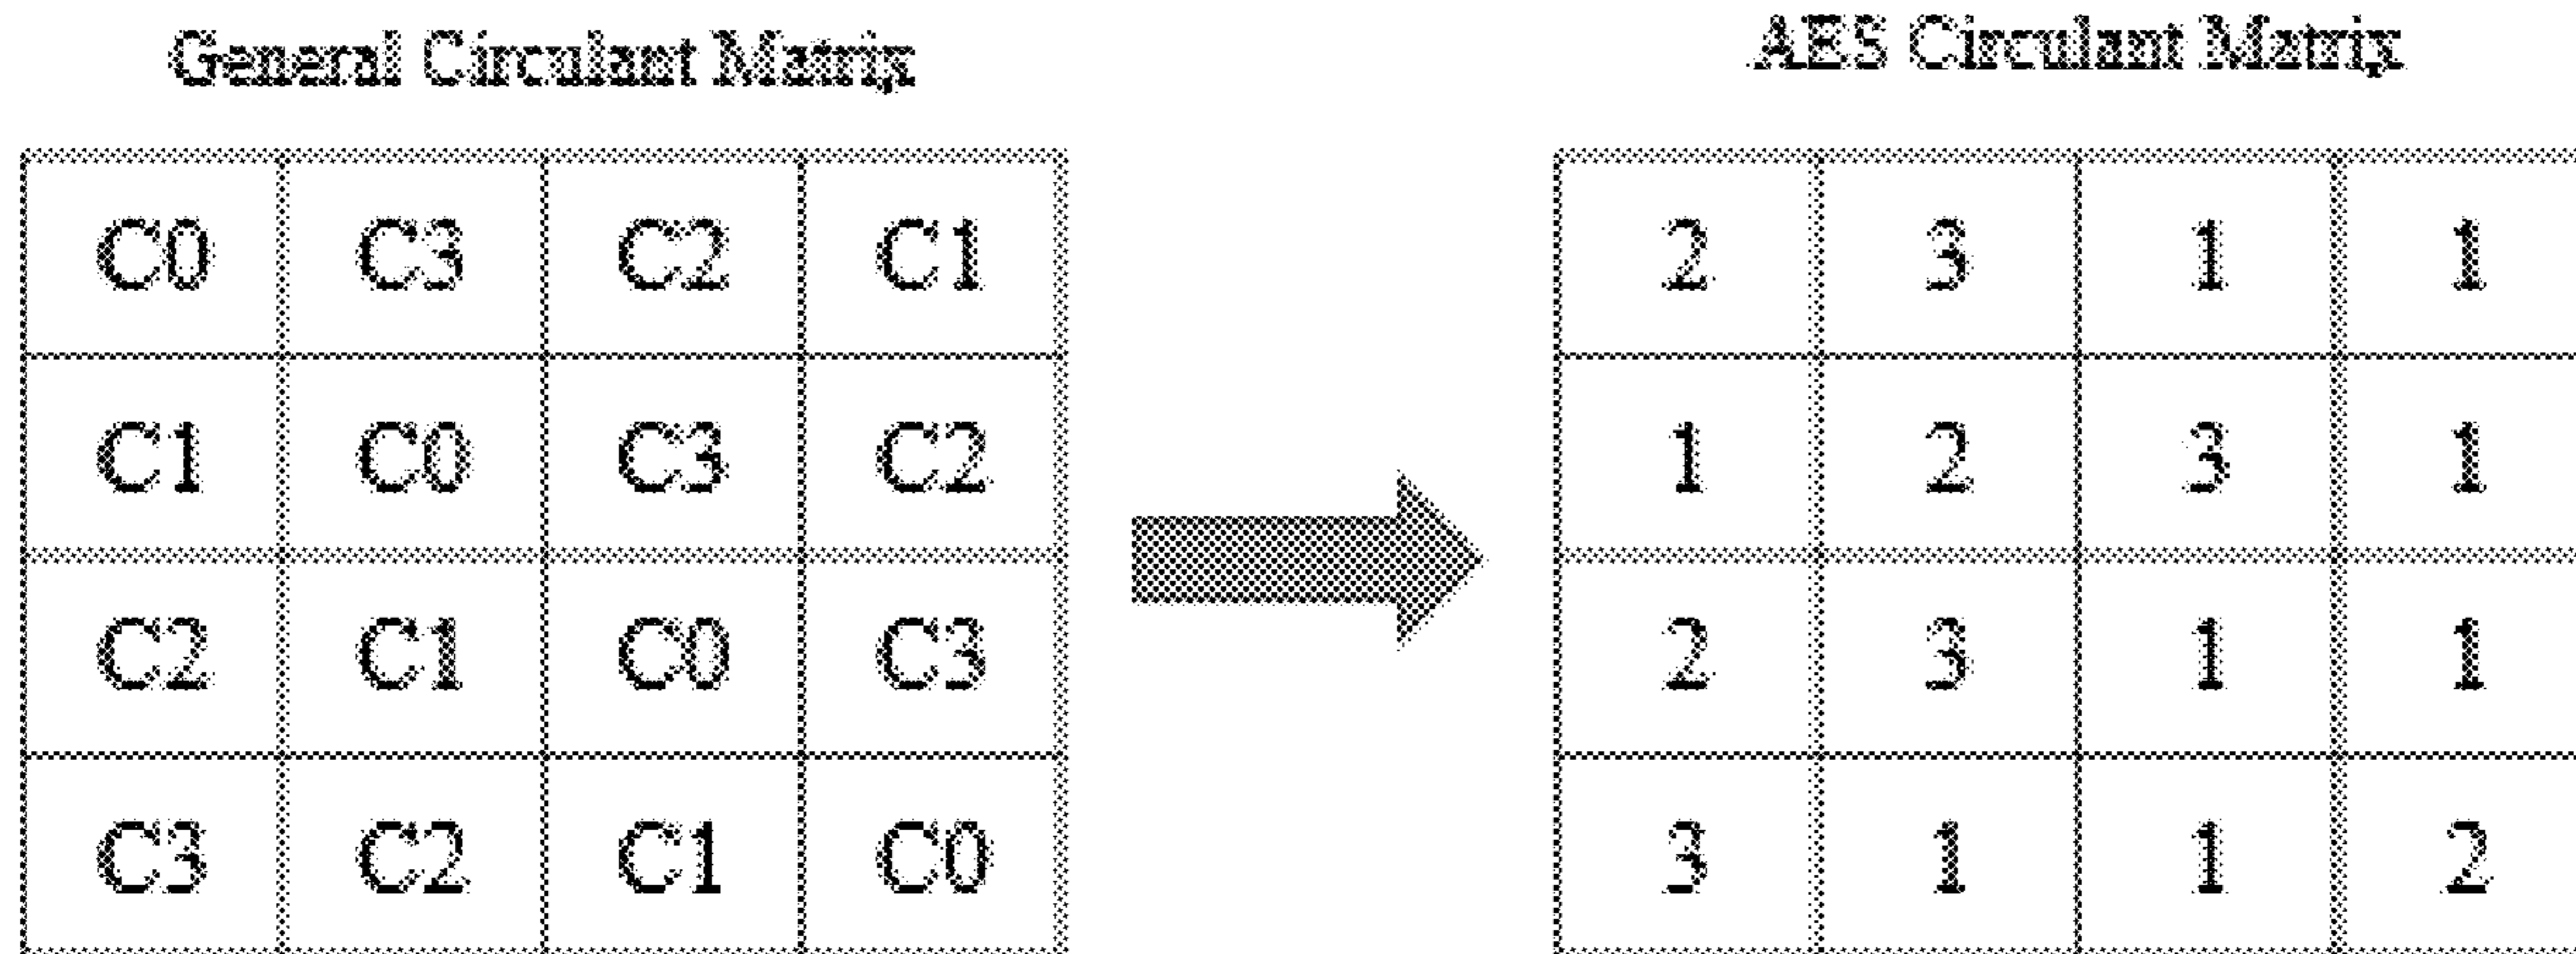 General Circulant Matrix
AES Circulant Matrix
C0 C3 C2 C1
2 3 1 1
C1 C0 C3 C2
1 2 3 1
C2 C1 C0 C3
2 3 1 1
C3 C2 C1 C0
3 1 1 2